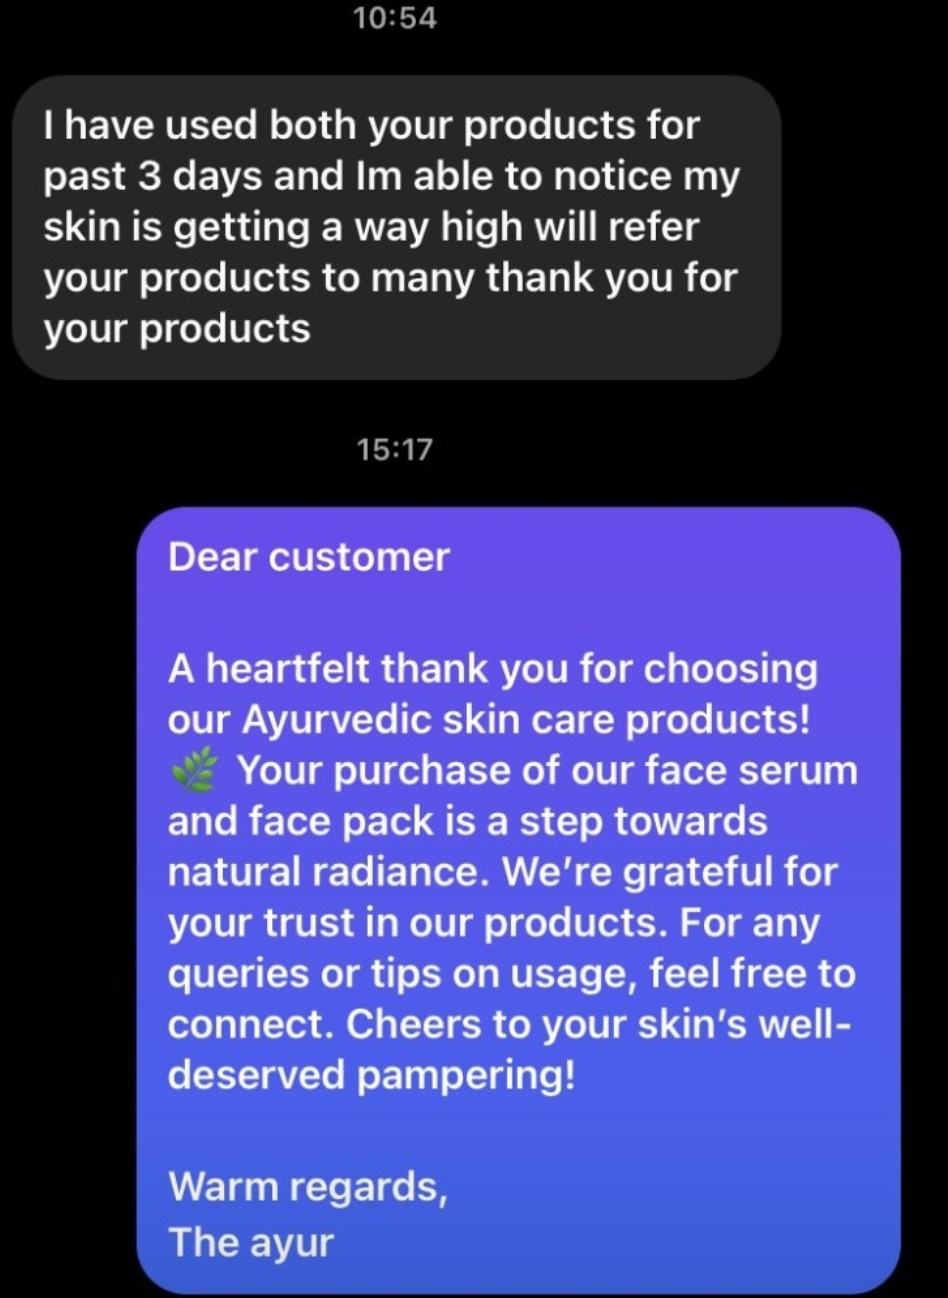 10:54
I have used both your products for
past 3 days and Im able to notice my
skin is getting a way high will refer
your products to many thank you for
your products
15:17
Dear customer
A heartfelt thank you for choosing
our Ayurvedic skin care products!
🌿 Your purchase of our face serum
and face pack is a step towards
natural radiance. We’re grateful for
your trust in our products. For any
queries or tips on usage, feel free to
connect. Cheers to your skin’s well-
deserved pampering!
Warm regards,
The ayur